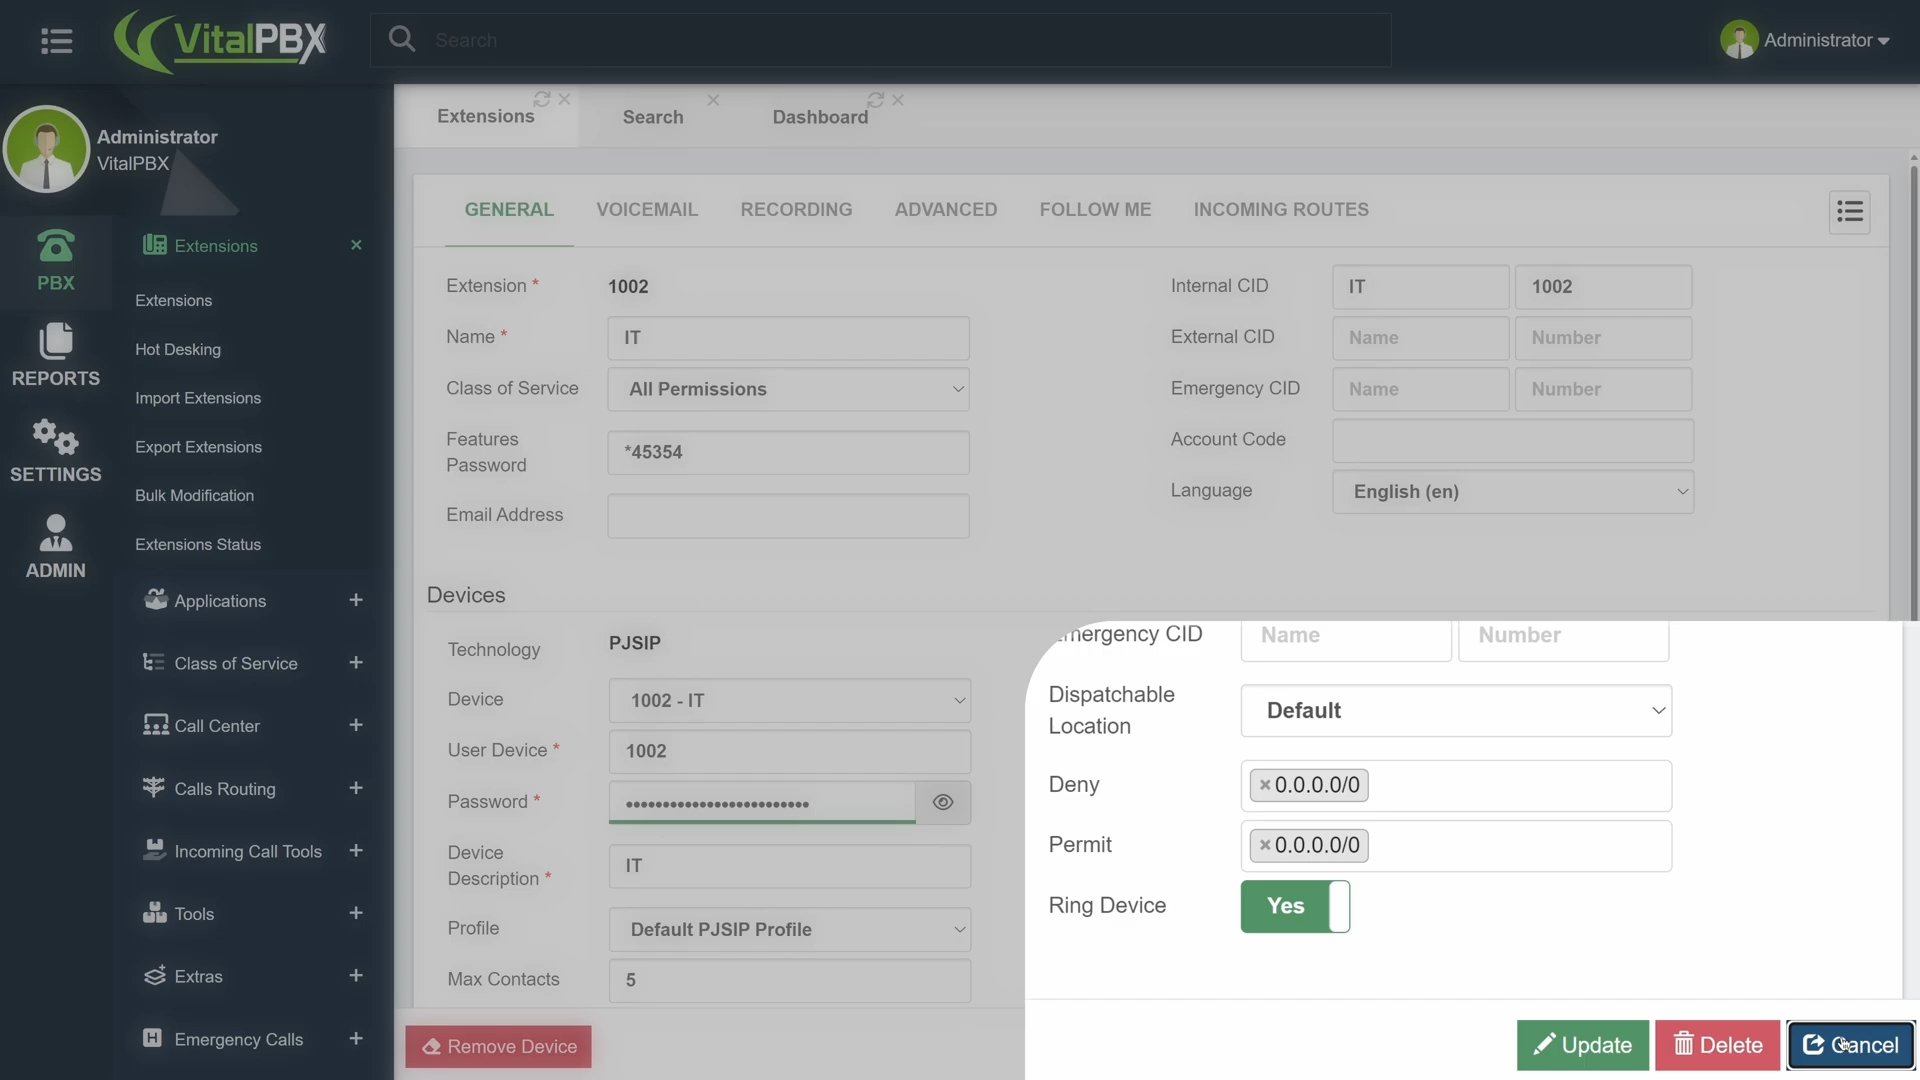 VitalPBX
Search
Administrator
Administrator
VitalPBX
PBX
REPORTS
SETTINGS
ADMIN
Extensions
Extensions
Hot Desking
Import Extensions
Export Extensions
Bulk Modification
Extensions Status
Applications
Class of Service
Call Center
Calls Routing
Incoming Call Tools
Tools
Extras
Emergency Calls
Extensions
Search
Dashboard
GENERAL
VOICEMAIL
RECORDING
ADVANCED
FOLLOW ME
INCOMING ROUTES
Extension *
1002
Name *
IT
Class of Service
All Permissions
Features
Password
*45354
Email Address
Internal CID
IT
1002
External CID
Name
Number
Emergency CID
Name
Number
Account Code
Language
English (en)
Devices
Technology
PJSIP
Device
1002 - IT
User Device *
1002
Password *
Device
Description *
IT
Profile
Default PJSIP Profile
Max Contacts
5
Emergency CID
Name
Number
Dispatchable
Location
Default
Deny
×0.0.0.0/0
Permit
×0.0.0.0/0
Ring Device
Yes
Remove Device
Update
Delete
Cancel